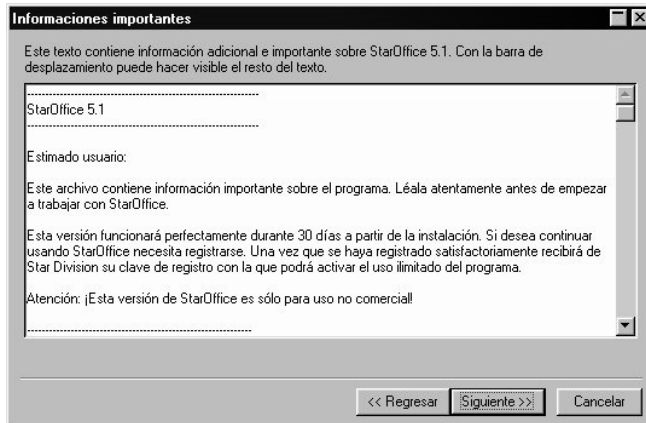 Informaciones importantes
Este texto contiene información adicional e importante sobre StarOffice 5.1. Con la barra de
desplazamiento puede hacer visible el resto del texto.
----------------------------------------------------------------
StarOffice 5.1
----------------------------------------------------------------
Estimado usuario:
Este archivo contiene información importante sobre el programa. Léala atentamente antes de empezar
a trabajar con StarOffice.
Esta versión funcionará perfectamente durante 30 días a partir de la instalación. Si desea continuar
usando StarOffice necesita registrarse. Una vez que se haya registrado satisfactoriamente recibirá de
Star Division su clave de registro con la que podrá activar el uso ilimitado del programa.
Atención: ¡Esta versión de StarOffice es sólo para uso no comercial!
----------------------------------------------------------------
<< Regresar
Siguiente >>
Cancelar